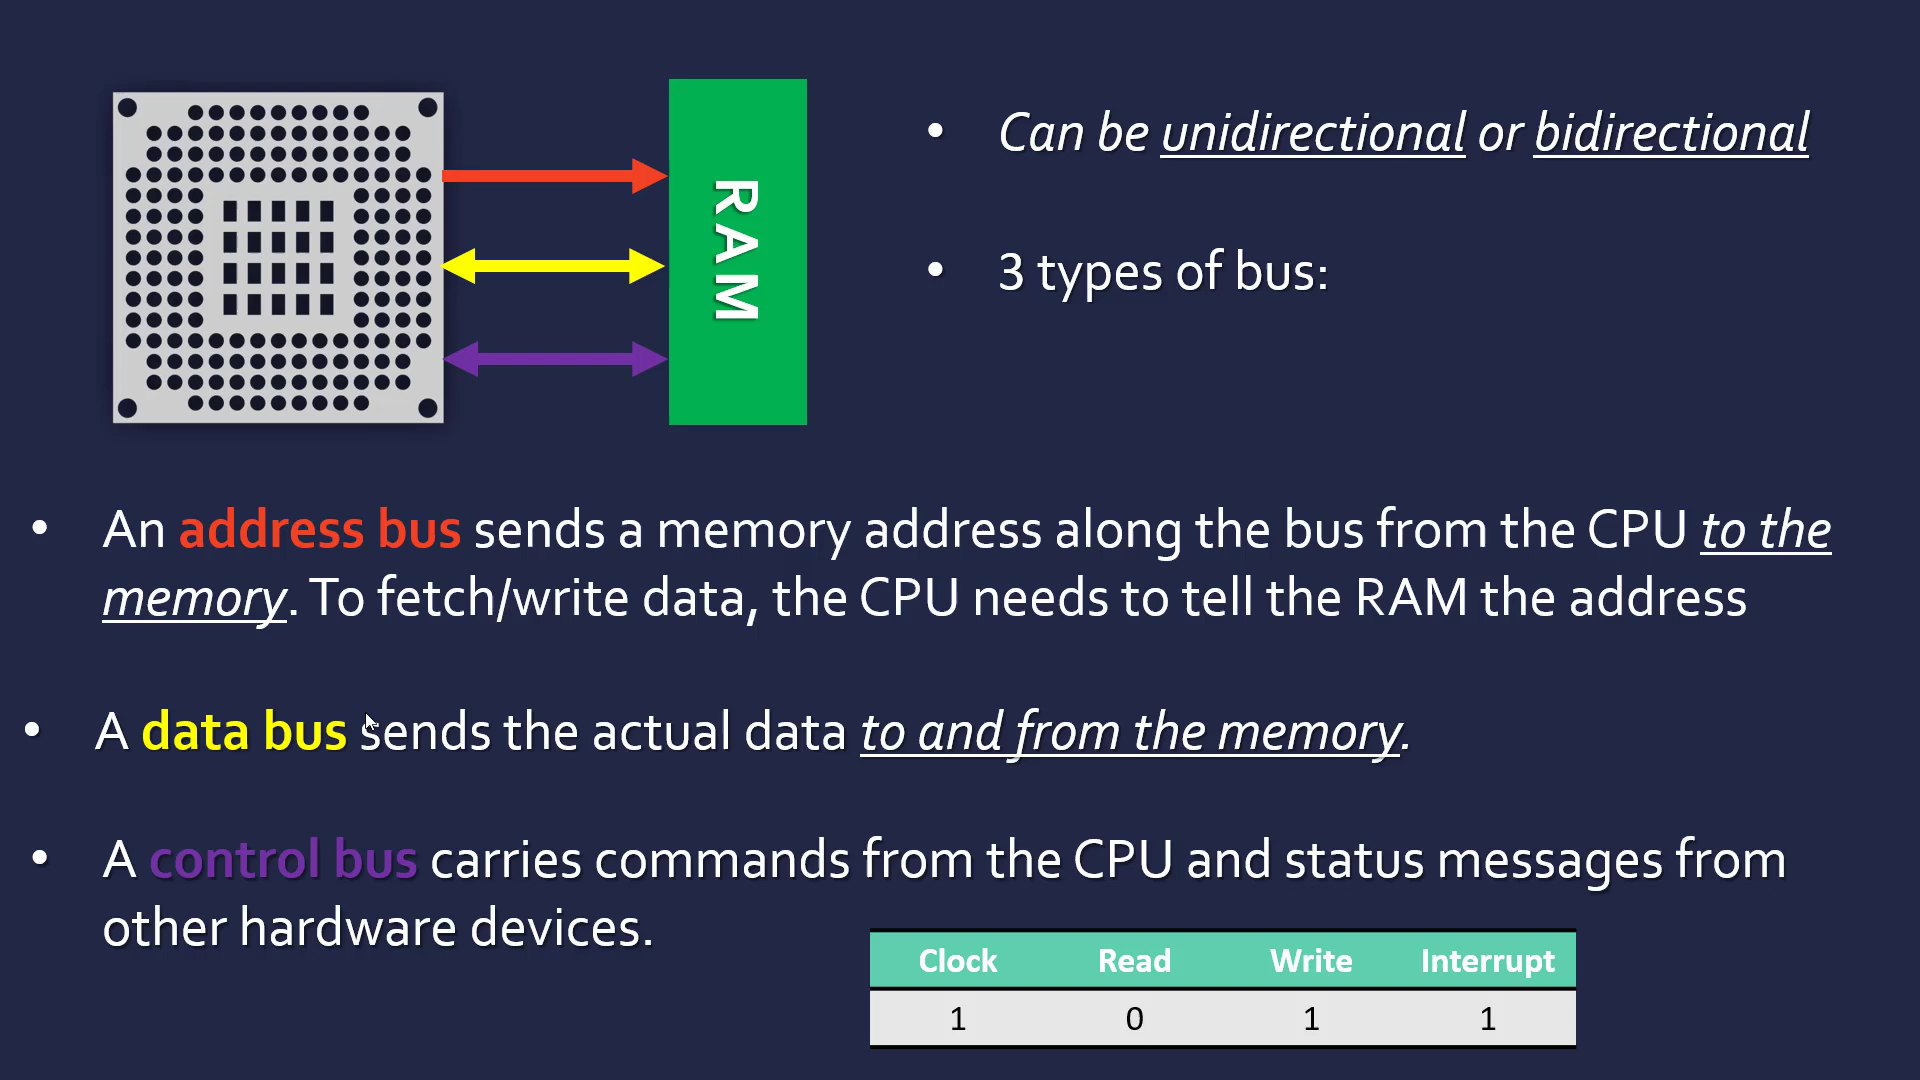 RAM
• Can be unidirectional or bidirectional
• 3 types of bus:
• An address bus sends a memory address along the bus from the CPU to the
memory. To fetch/write data, the CPU needs to tell the RAM the address
• A data bus sends the actual data to and from the memory.
• A control bus carries commands from the CPU and status messages from
other hardware devices.
Clock Read Write Interrupt
1 0 1 1